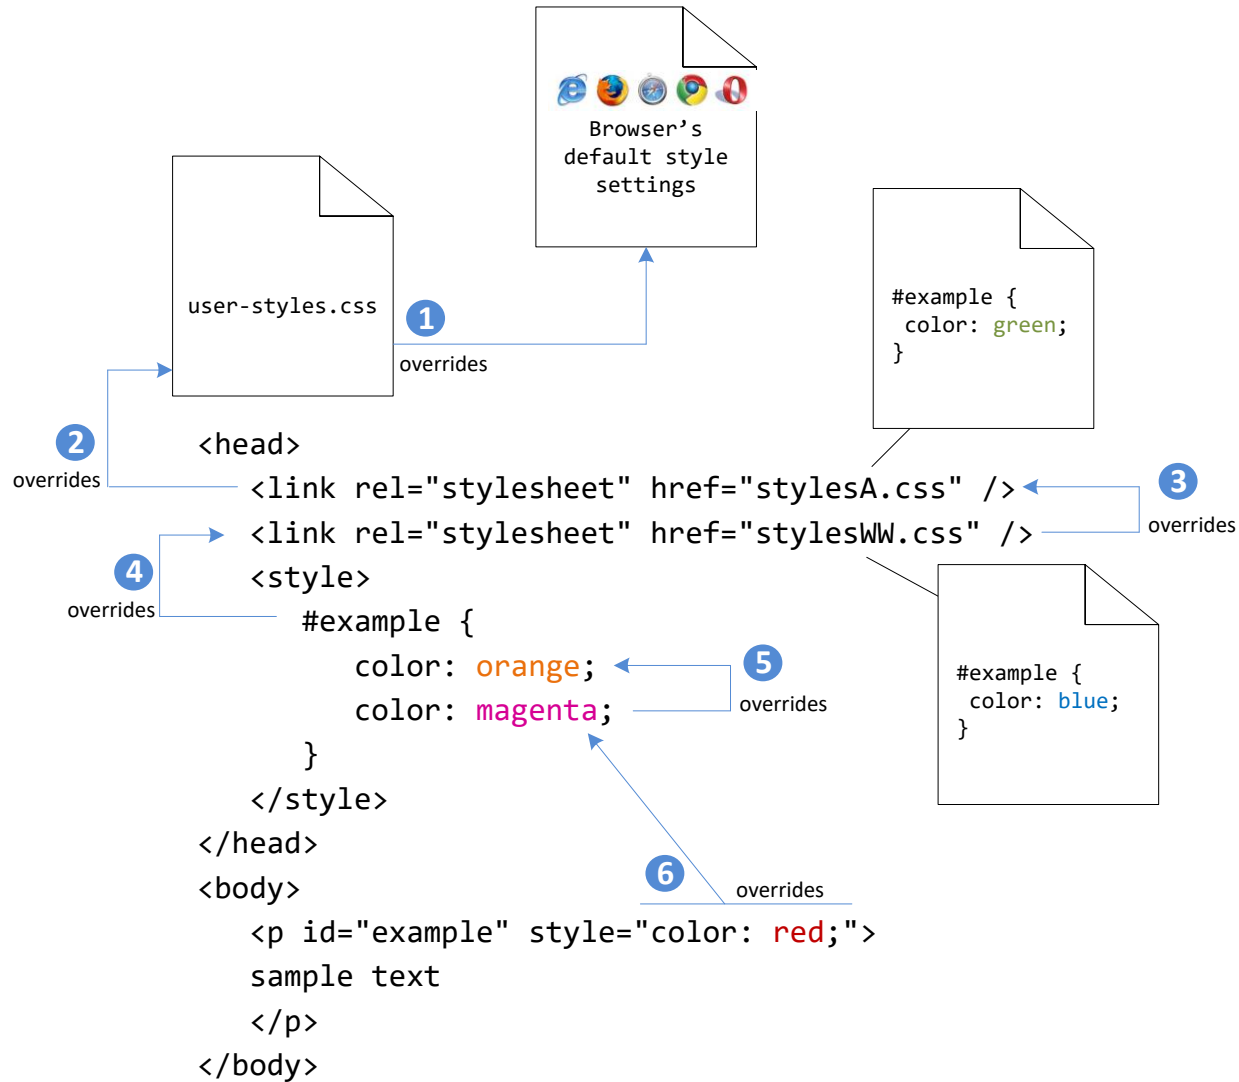 Browser’s
default style
settings
user-styles.css
1
overrides
#example {
color: green;
}
2
overrides
<head>
<link rel="stylesheet" href="stylesA.css" />
3
overrides
<link rel="stylesheet" href="stylesWW.css" />
4
overrides
<style>
#example {
color: orange;
5
overrides
color: magenta;
}
#example {
color: blue;
}
</style>
</head>
6
overrides
<body>
<p id="example" style="color: red;">
sample text
</p>
</body>